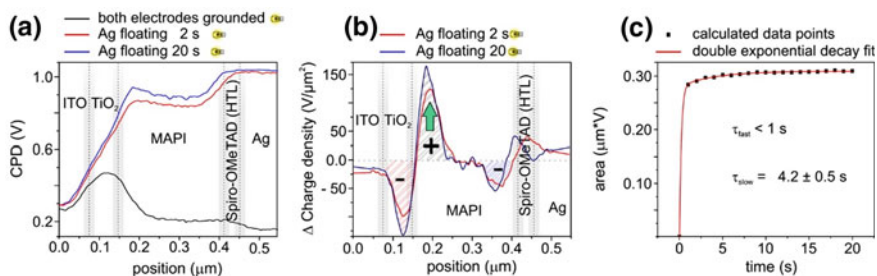 (a)
both electrodes grounded
Ag floating 2 s
Ag floating 20 s
CPD (V)
1.0
0.8
0.6
0.4
0.2
ITO
TiO2
MAPI
Spiro-OMeTAD (HTL)
Ag
0.0 0.1 0.2 0.3 0.4 0.5
position (µm)
(b)
Ag floating 2 s
Ag floating 20
Δ Charge density (V/µm²)
150
100
50
0
-50
ITO
TiO2
-
+
-
MAPI
Spiro-OMeTAD (HTL)
Ag
0.0 0.1 0.2 0.3 0.4 0.5
position (µm)
(c)
calculated data points
double exponential decay fit
area (µm*V)
0.30
0.20
0.10
τfast < 1 s
τslow = 4.2 ± 0.5 s
0 5 10 15 20
time (s)